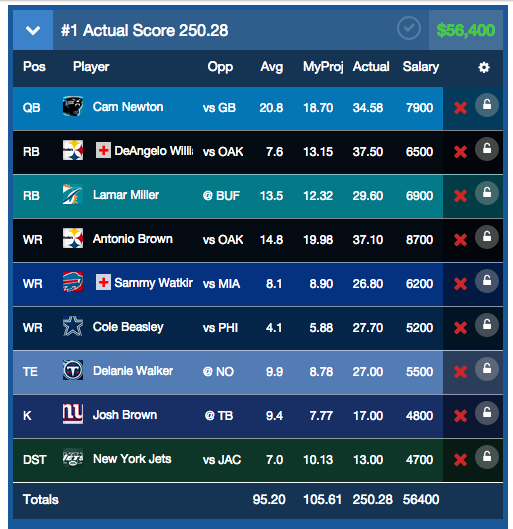 #1 Actual Score 250.28 $56,400
Pos Player Opp Avg MyProj Actual Salary
QB Cam Newton vs GB 20.8 18.70 34.58 7900
RB DeAngelo Willi vs OAK 7.6 13.15 37.50 6500
RB Lamar Miller @ BUF 13.5 12.32 29.60 6900
WR Antonio Brown vs OAK 14.8 19.98 37.10 8700
WR Sammy Watkin vs MIA 8.1 8.90 26.80 6200
WR Cole Beasley vs PHI 4.1 5.88 27.70 5200
TE Delanie Walker @ NO 9.9 8.78 27.00 5500
K ny Josh Brown @ TB 9.4 7.77 17.00 4800
DST JETS New York Jets vs JAC 7.0 10.13 13.00 4700
Totals 95.20 105.61 250.28 56400